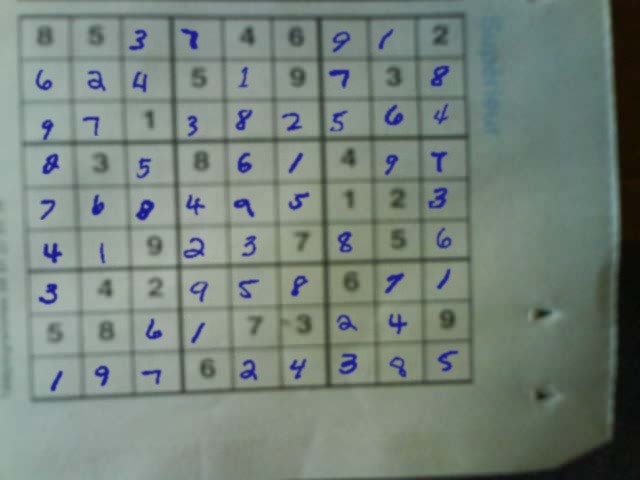 8 5 3 7 4 6 9 1 2
6 2 4 5 1 9 7 3 8
9 7 1 3 8 2 5 6 4
2 3 5 8 6 1 4 9 7
7 6 8 4 9 5 1 2 3
4 1 9 2 3 7 8 5 6
3 4 2 9 5 8 6 7 1
5 8 6 1 7 3 2 4 9
1 9 7 6 2 4 3 8 5